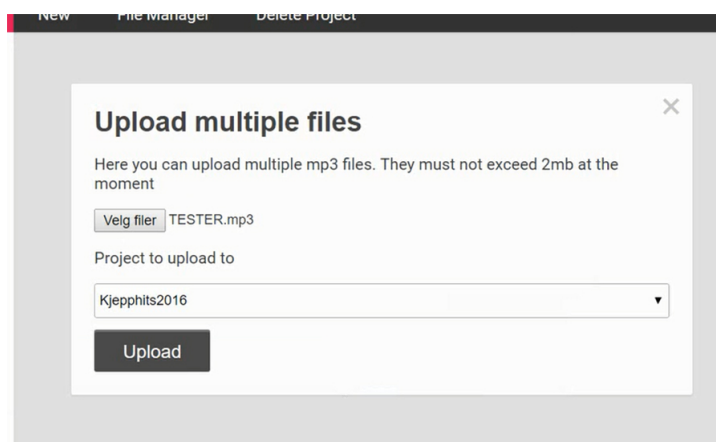 New File Manager Delete Project
Upload multiple files
Here you can upload multiple mp3 files. They must not exceed 2mb at the
moment
Velg filer TESTER.mp3
Project to upload to
Kjepphits2016
Upload